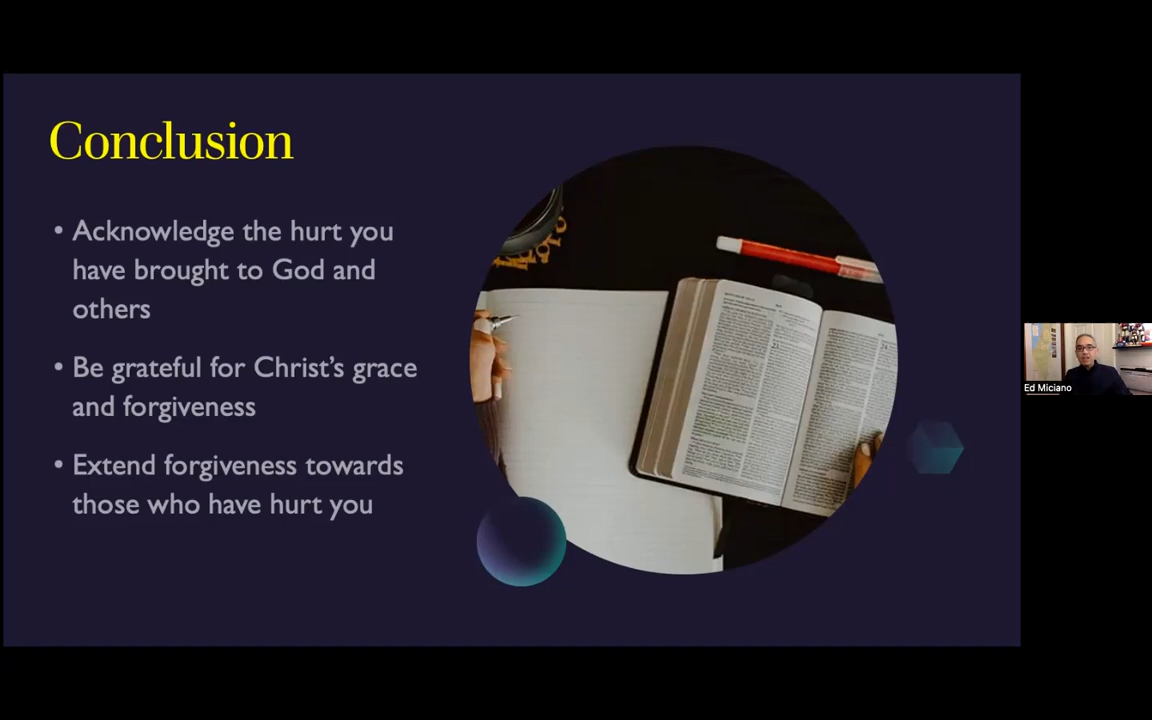 Conclusion
• Acknowledge the hurt you
have brought to God and
others
• Be grateful for Christ’s grace
and forgiveness
• Extend forgiveness towards
those who have hurt you
Ed Miciano